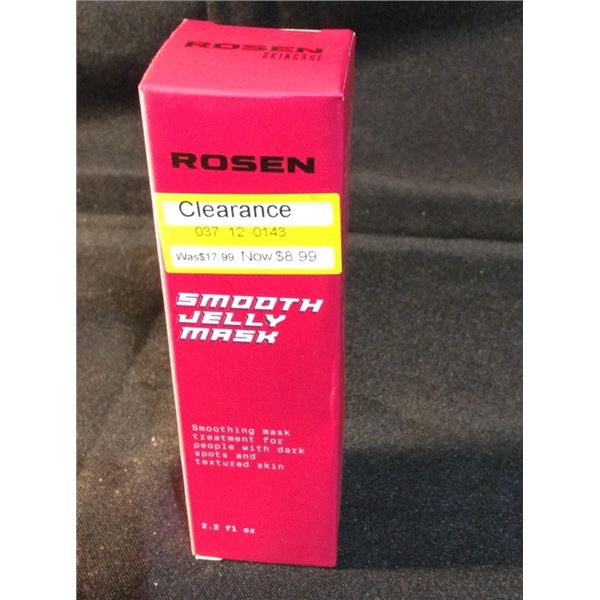 ROSEN
SKINCARE
ROSEN
Clearance
037 12 0143
Was$17.99 Now $8.99
SMOOTH
JELLY
MASK
Smoothing mask
treatment for
people with dark
spots and
textured skin
2.2 fl oz